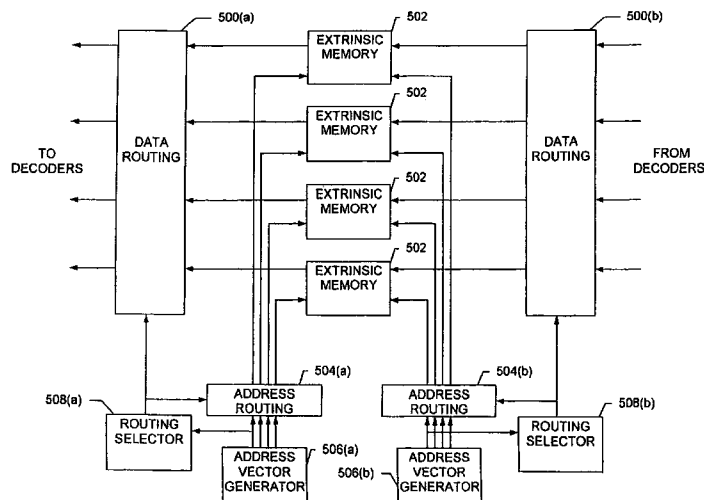 500(a)
502
500(b)
EXTRINSIC
MEMORY
502
EXTRINSIC
MEMORY
TO
DECODERS
DATA
ROUTING
DATA
ROUTING
FROM
DECODERS
502
EXTRINSIC
MEMORY
502
EXTRINSIC
MEMORY
504(a)
504(b)
508(a)
ADDRESS
ROUTING
ADDRESS
ROUTING
508(b)
ROUTING
SELECTOR
506(a)
ROUTING
SELECTOR
ADDRESS
VECTOR
GENERATOR
506(b)
ADDRESS
VECTOR
GENERATOR